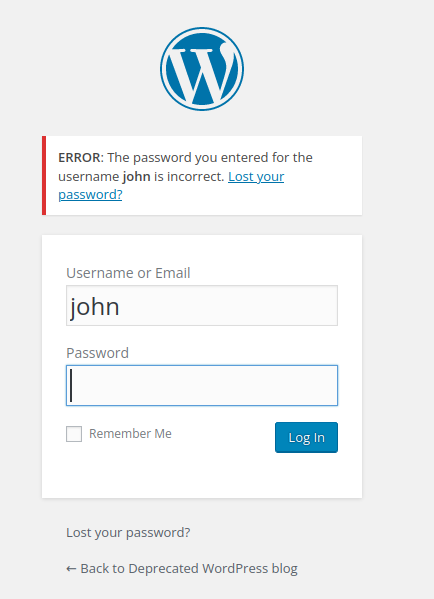 ERROR: The password you entered for the
username john is incorrect. Lost your
password?
Username or Email
john
Password
Remember Me
Log In
Lost your password?
← Back to Deprecated WordPress blog